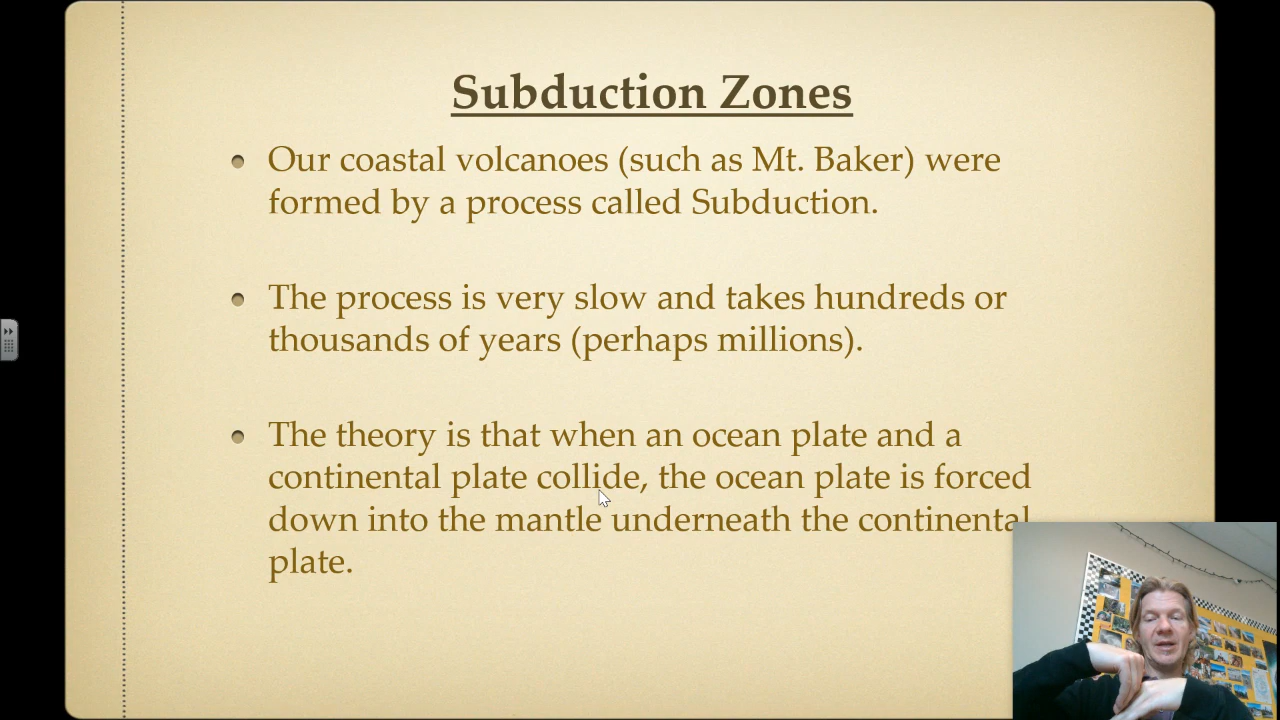 Subduction Zones
Our coastal volcanoes (such as Mt. Baker) were
formed by a process called Subduction.
The process is very slow and takes hundreds or
thousands of years (perhaps millions).
The theory is that when an ocean plate and a
continental plate collide, the ocean plate is forced
down into the mantle underneath the continental
plate.